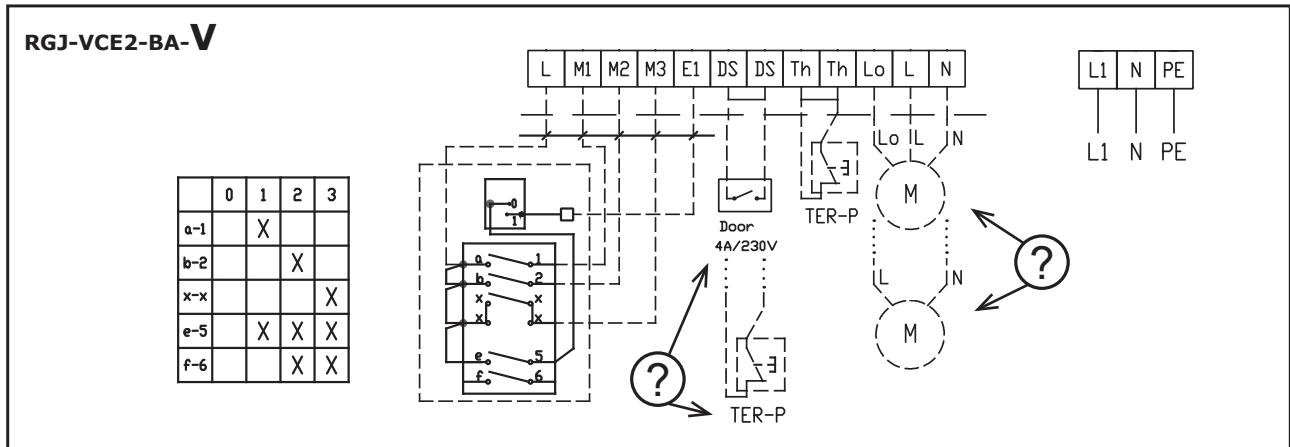 RGJ-VCE2-BA-V
L M1 M2 M3 E1 DS DS Th Th Lo L N
L1 N PE
L1 N PE
Lo L N
M
TER-P
Door
4A/230V
L N
M
?
?
TER-P
0 1 2 3
a-1 X
b-2 X
x-x X
e-5 X X X
f-6 X X
0
1
a 1
b 2
x x
x x
e 5
f 6